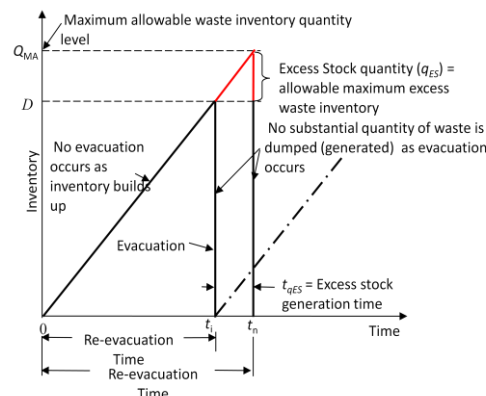 Maximum allowable waste inventory quantity
level
Q_MA
Excess Stock quantity (q_ES) =
allowable maximum excess
waste inventory
D
No substantial quantity of waste is
dumped (generated) as evacuation
occurs
No evacuation
occurs as
inventory builds
up
Inventory
Evacuation
t_qES = Excess stock
generation time
0
t_i
t_n
Time
Re-evacuation
Time
Re-evacuation
Time